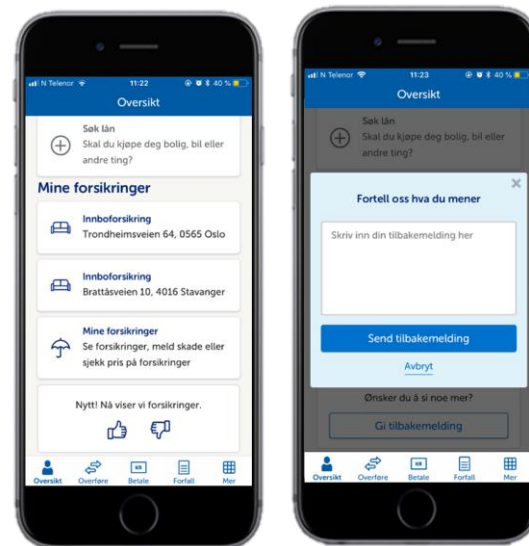 N Telenor 11:22 40 %
Oversikt
Søk lån
Skal du kjøpe deg bolig, bil eller
andre ting?
Mine forsikringer
Innboforsikring
Trondheimsveien 64, 0565 Oslo
Innboforsikring
Brattåsveien 10, 4016 Stavanger
Mine forsikringer
Se forsikringer, meld skade eller
sjekk pris på forsikringer
Nytt! Nå viser vi forsikringer.
Oversikt Overføre Betale Forfall Mer
N Telenor 11:23 40 %
Oversikt
Søk lån
Skal du kjøpe deg bolig, bil eller
andre ting?
Fortell oss hva du mener
Skriv inn din tilbakemelding her
Send tilbakemelding
Avbryt
Ønsker du å si noe mer?
Gi tilbakemelding
Oversikt Overføre Betale Forfall Mer